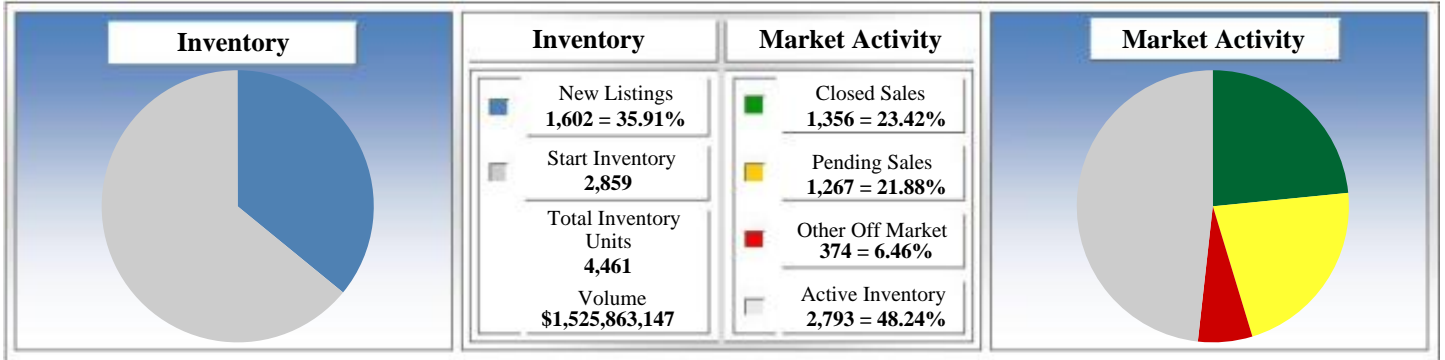 Inventory
Inventory
Market Activity
Market Activity
New Listings
1,602 = 35.91%
Start Inventory
2,859
Total Inventory
Units
4,461
Volume
$1,525,863,147
Closed Sales
1,356 = 23.42%
Pending Sales
1,267 = 21.88%
Other Off Market
374 = 6.46%
Active Inventory
2,793 = 48.24%